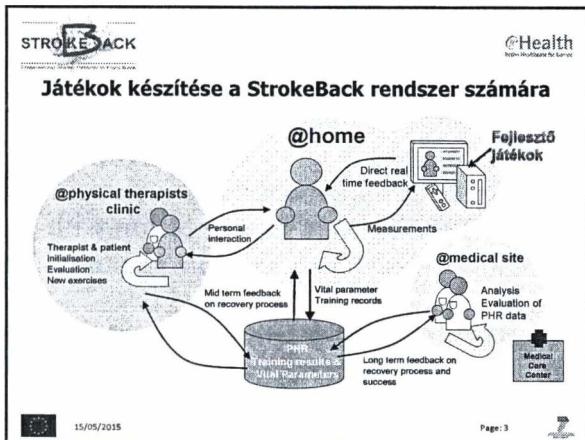 STROKEBACK
eHealth
Játékok készítése a StrokeBack rendszer számára
@home
Fejlesztő
játékok
Direct real
time feedback
@physical therapists
clinic
Personal
interaction
Measurements
Therapist & patient
Initialisation
Evaluation
New exercises
@medical site
Mid term feedback
on recovery process
Vital parameter
Training records
Analysis
Evaluation of
PHR data
PHR
Training results &
Vital Parameters
Long term feedback on
recovery process and
success
Medical
Care
Center
15/05/2015
Page: 3